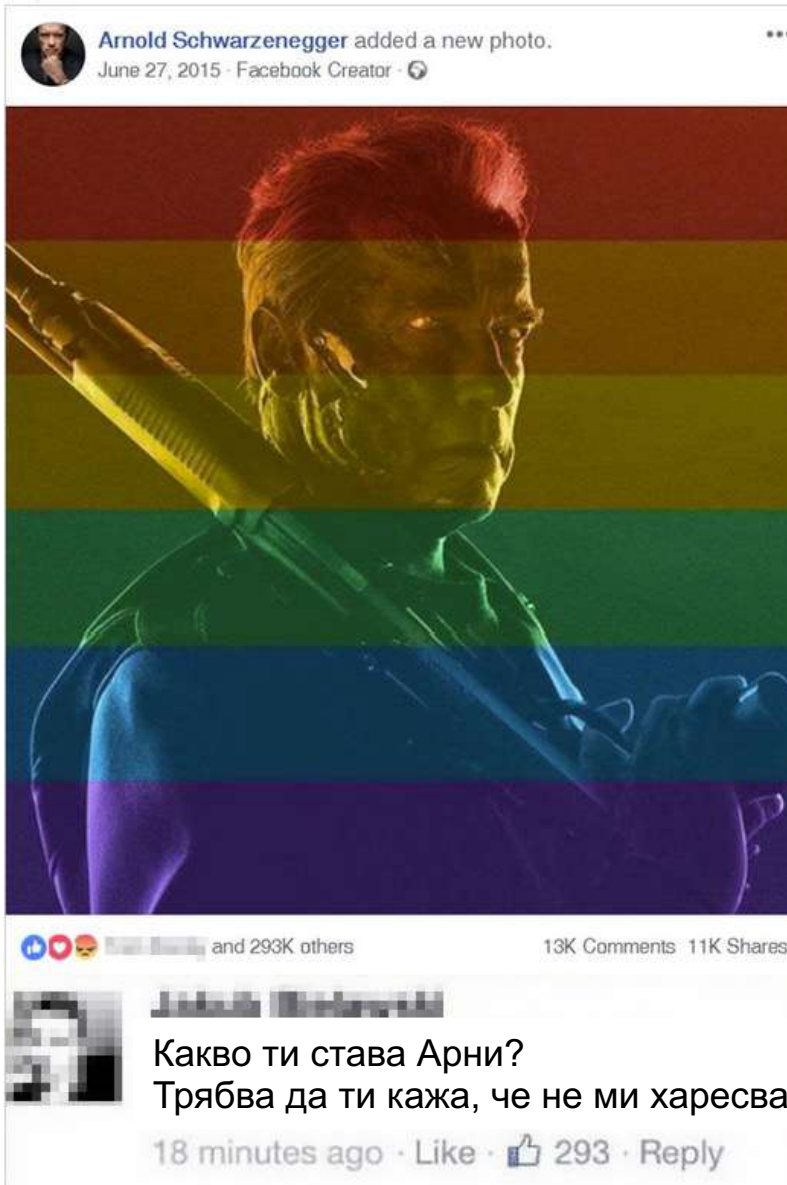 Arnold Schwarzenegger added a new photo.
June 27, 2015 · Facebook Creator ·
and 293K others
13K Comments 11K Shares
Какво ти става Арни?
Трябва да ти кажа, че не ми харесва
18 minutes ago · Like · 293 · Reply